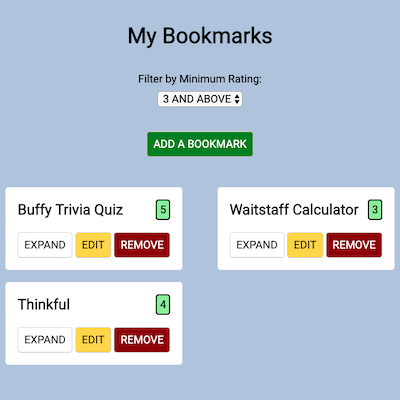 My Bookmarks
Filter by Minimum Rating:
3 AND ABOVE
ADD A BOOKMARK
Buffy Trivia Quiz 5
EXPAND EDIT REMOVE
Waitstaff Calculator 3
EXPAND EDIT REMOVE
Thinkful 4
EXPAND EDIT REMOVE